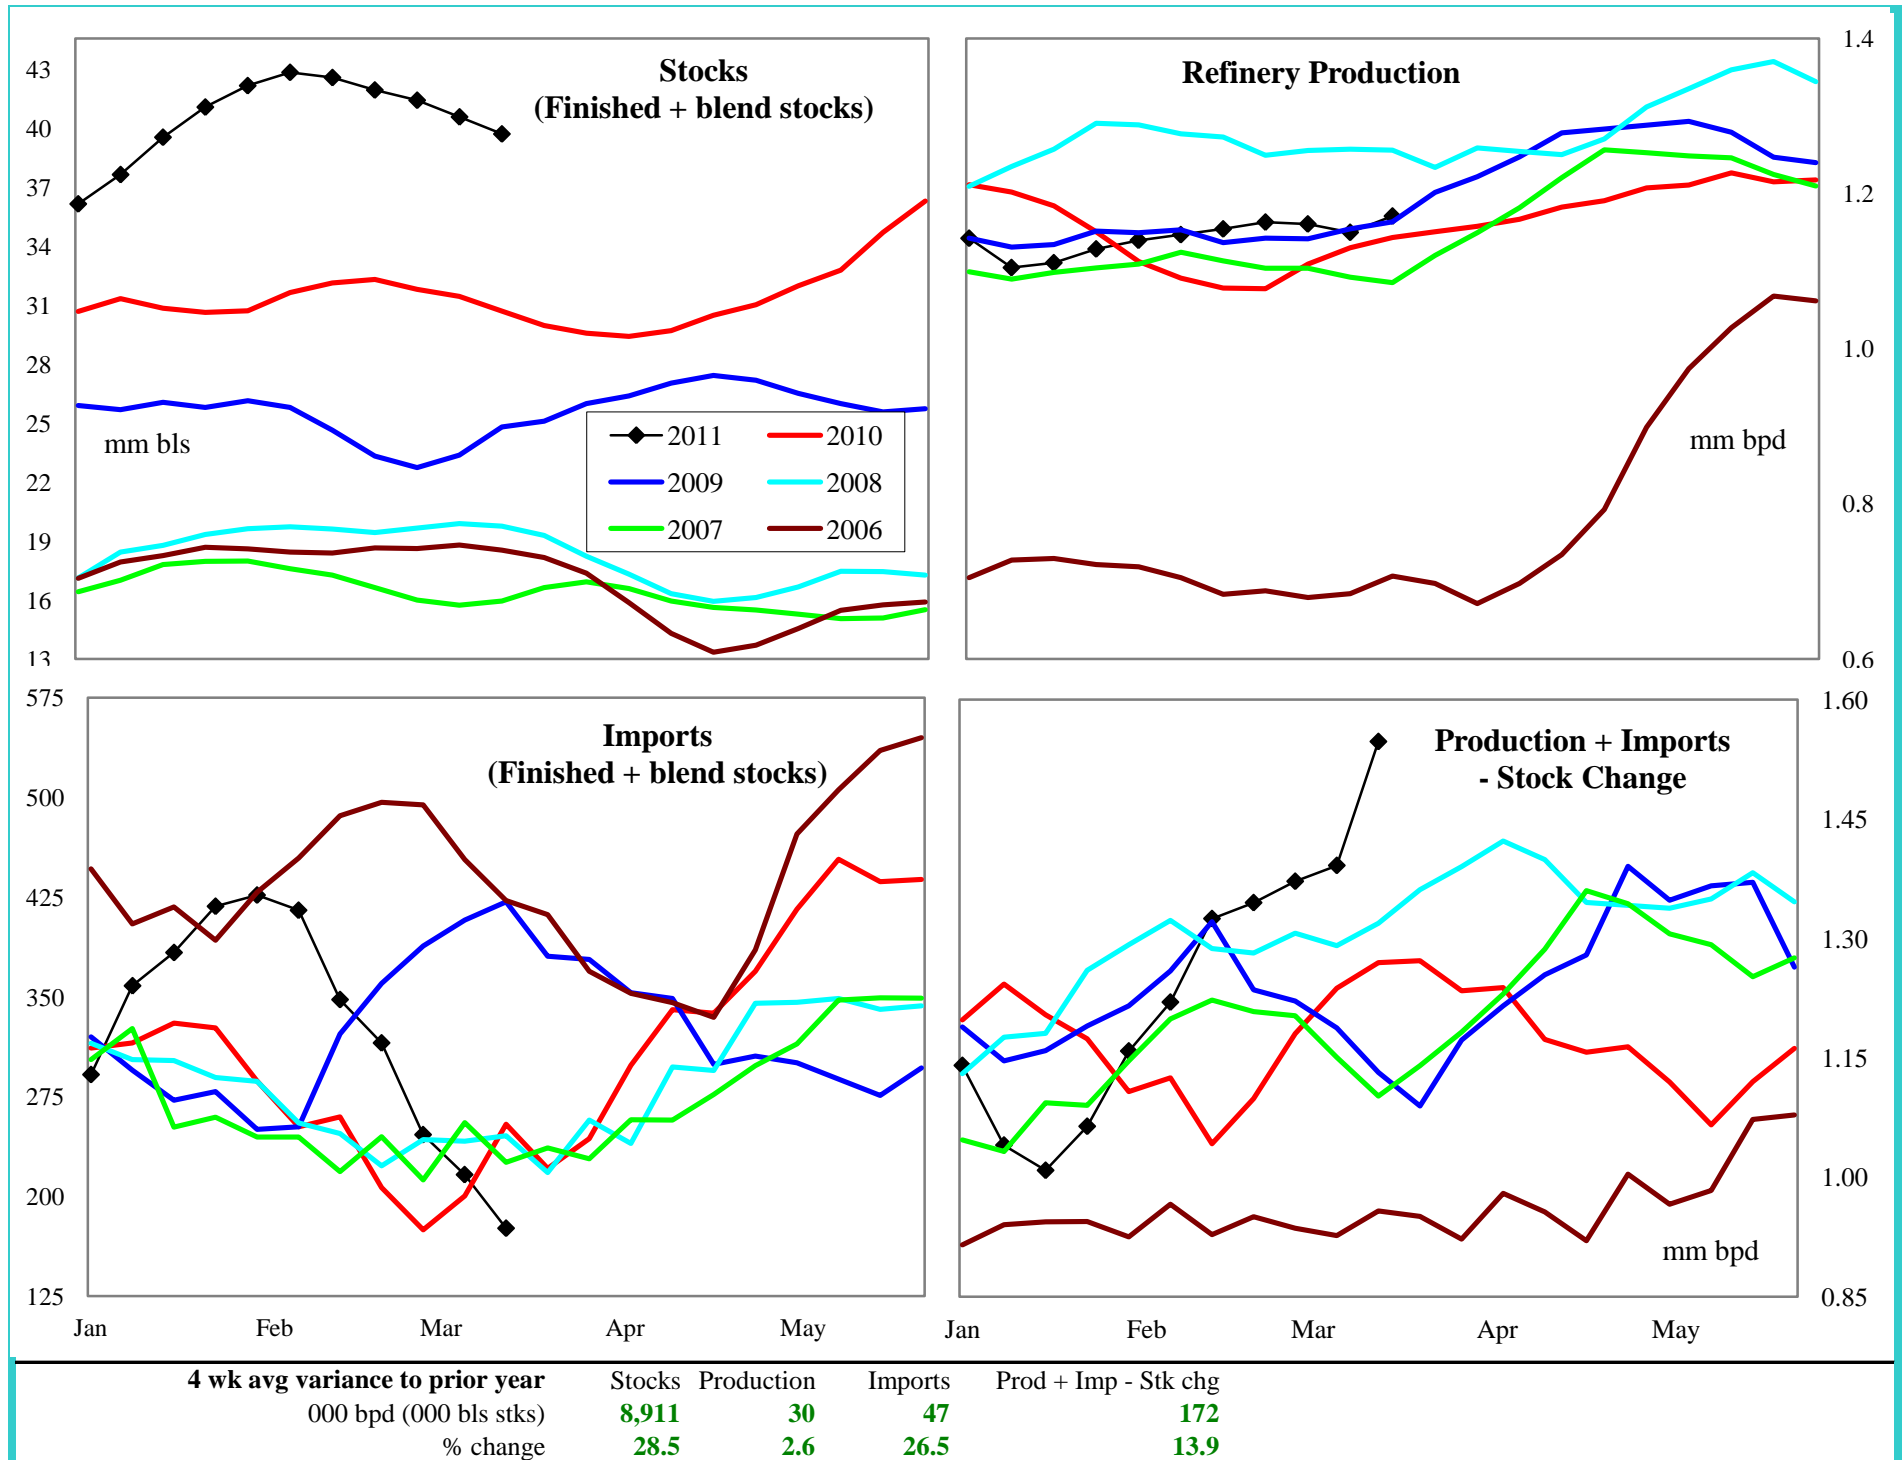 Stocks
(Finished + blend stocks)
43
40
37
34
31
28
25
22
19
16
13
mm bls
2011 2010
2009 2008
2007 2006
Refinery Production
1.4
1.2
1.0
0.8
0.6
mm bpd
Imports
(Finished + blend stocks)
575
500
425
350
275
200
125
Jan Feb Mar Apr May
Production + Imports
- Stock Change
1.60
1.45
1.30
1.15
1.00
0.85
mm bpd
Jan Feb Mar Apr May
4 wk avg variance to prior year Stocks Production Imports Prod + Imp - Stk chg
000 bpd (000 bls stks) 8,911 30 47 172
% change 28.5 2.6 26.5 13.9